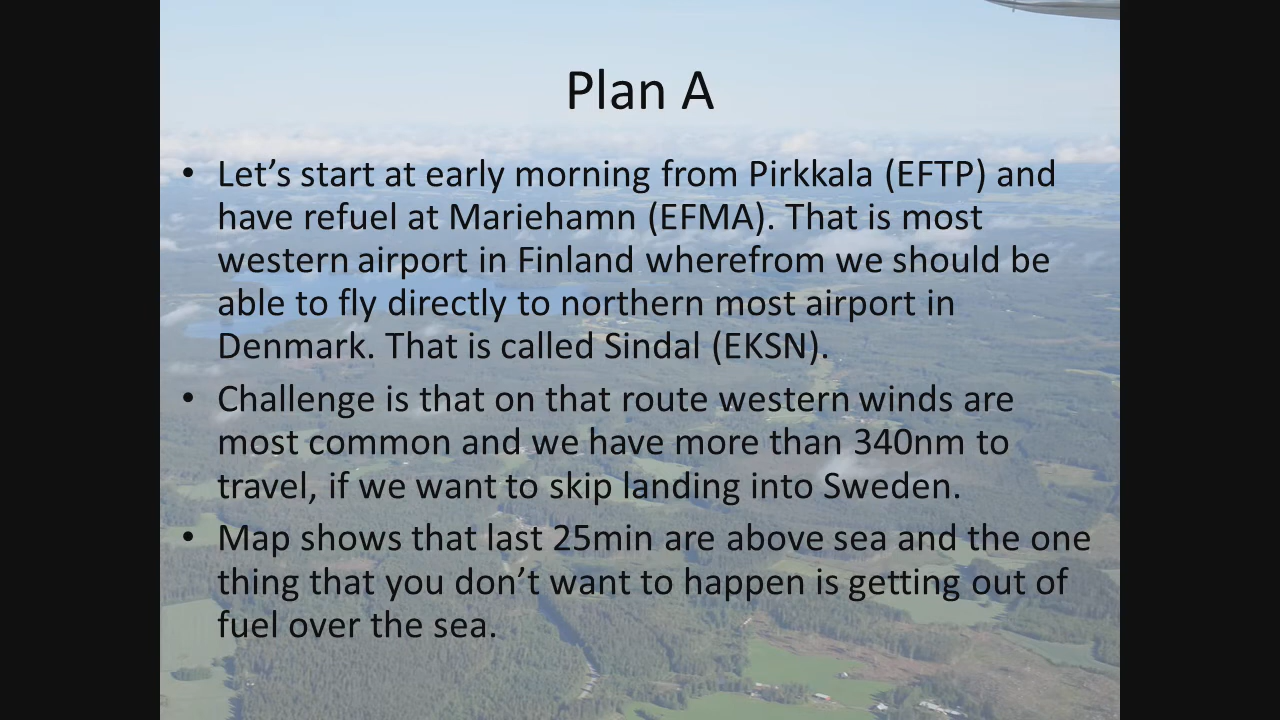 Plan A
• Let’s start at early morning from Pirkkala (EFTP) and
have refuel at Mariehamn (EFMA). That is most
western airport in Finland wherefrom we should be
able to fly directly to northern most airport in
Denmark. That is called Sindal (EKSN).
• Challenge is that on that route western winds are
most common and we have more than 340nm to
travel, if we want to skip landing into Sweden.
• Map shows that last 25min are above sea and the one
thing that you don’t want to happen is getting out of
fuel over the sea.